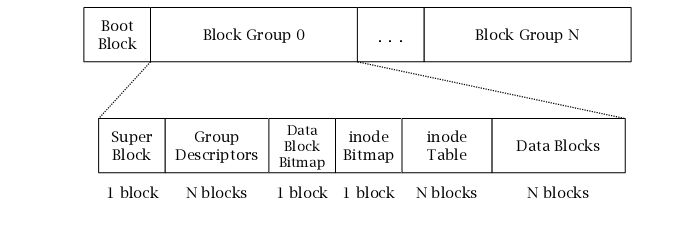 Boot
Block
Block Group 0
. . .
Block Group N
Super
Block
Group
Descriptors
Data
Block
Bitmap
inode
Bitmap
inode
Table
Data Blocks
1 block
N blocks
1 block
1 block
N blocks
N blocks